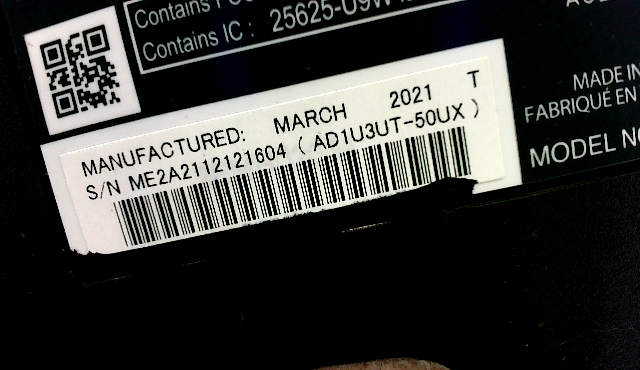 Contains IC : 25625-
MANUFACTURED: MARCH 2021 T
S/N ME2A2112121604 ( AD1U3UT-50UX )
MADE IN
FABRIQUÉ EN
MODEL